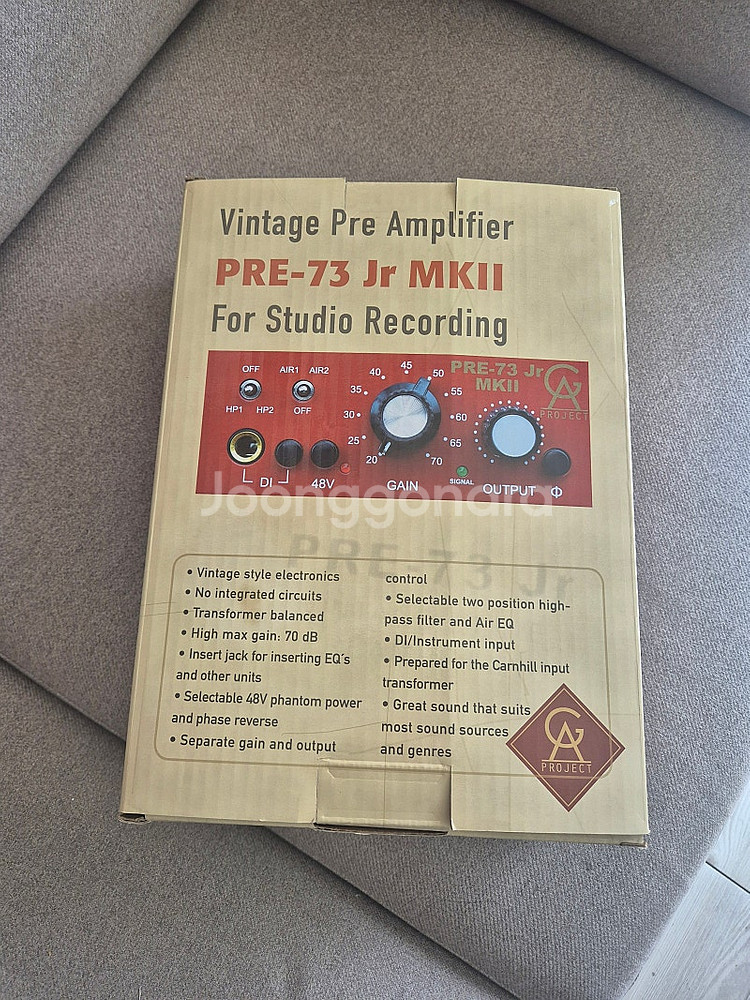 Vintage Pre Amplifier
PRE-73 Jr MKII
For Studio Recording
OFF AIR1 AIR2
HP1 HP2 OFF
DI 48V
20 25 30 35 40 45 50 55 60 65 70
GAIN
SIGNAL
PRE-73 Jr
MKII
GA
PROJECT
OUTPUT Φ
Joonggonara
PRE-73 Jr
• Vintage style electronics
• No integrated circuits
• Transformer balanced
• High max gain: 70 dB
• Insert jack for inserting EQ´s
and other units
• Selectable 48V phantom power
and phase reverse
• Separate gain and output
control
• Selectable two position high-
pass filter and Air EQ
• DI/Instrument input
• Prepared for the Carnhill input
transformer
• Great sound that suits
most sound sources
and genres
GA
PROJECT